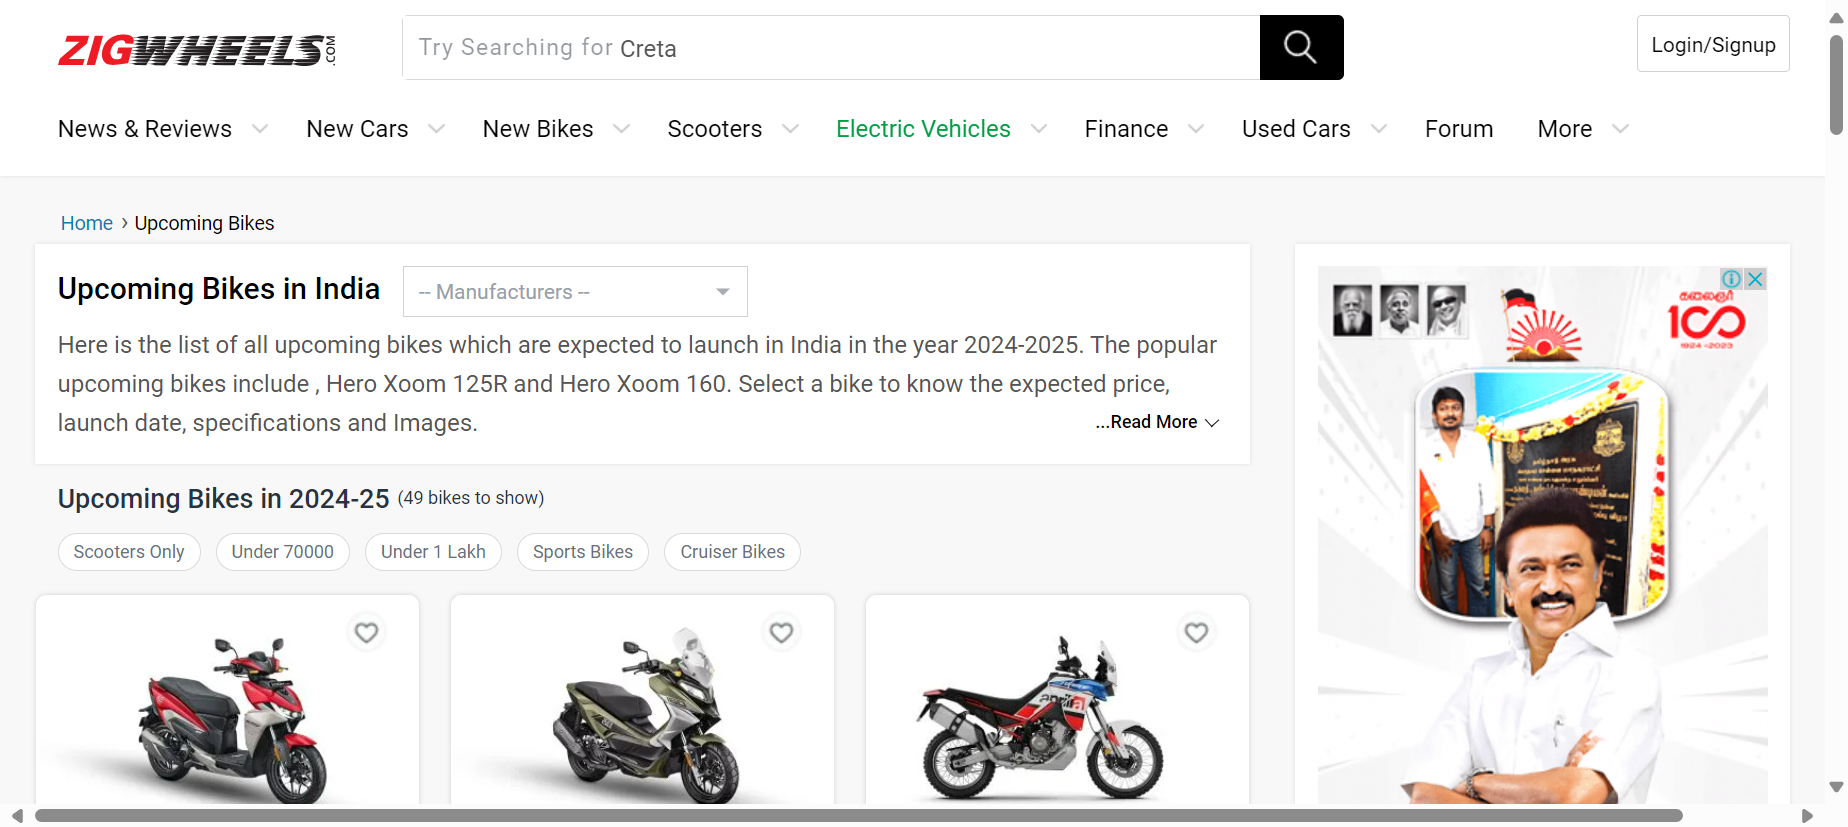 ZIGWHEELS.COM
Try Searching for Creta
Login/Signup
News & Reviews New Cars New Bikes Scooters Electric Vehicles Finance Used Cars Forum More
Home › Upcoming Bikes
Upcoming Bikes in India
-- Manufacturers --
Here is the list of all upcoming bikes which are expected to launch in India in the year 2024-2025. The popular
upcoming bikes include , Hero Xoom 125R and Hero Xoom 160. Select a bike to know the expected price,
launch date, specifications and Images.
...Read More
Upcoming Bikes in 2024-25 (49 bikes to show)
Scooters Only Under 70000 Under 1 Lakh Sports Bikes Cruiser Bikes
aprilia
கலைஞர்
100
1924 -2023